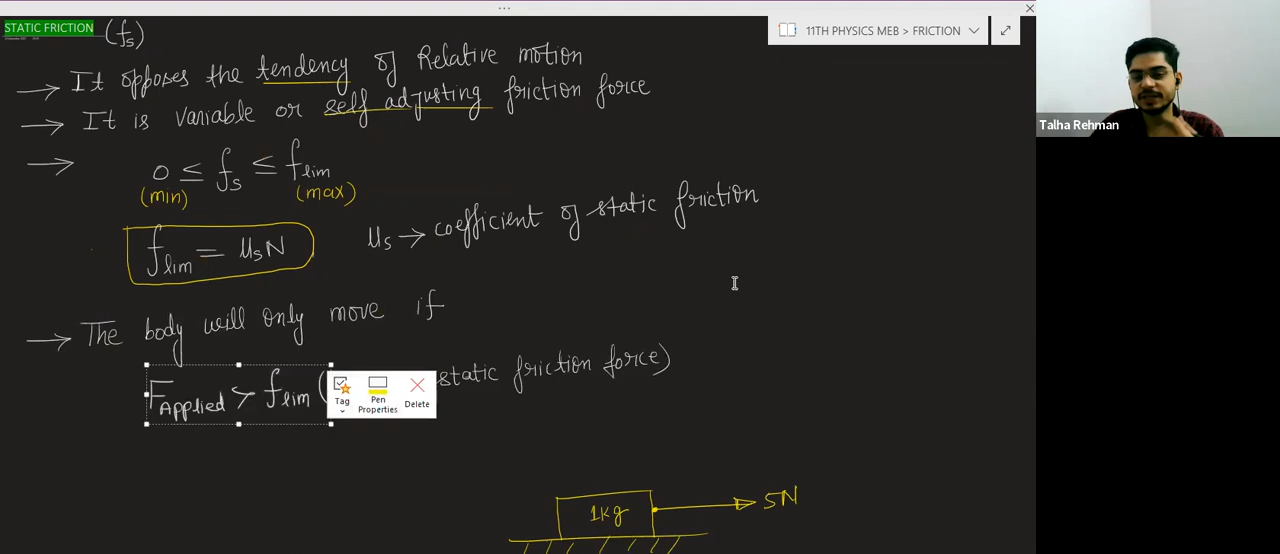 STATIC FRICTION (fs)
11TH PHYSICS MEB > FRICTION
Talha Rehman
→ It opposes the tendency of Relative motion
→ It is variable or self adjusting friction force
→ 0 ≤ fs ≤ flim
(min) (max)
flim = μsN μs → coefficient of static friction
→ The body will only move if
FApplied > flim ( static friction force)
Tag Pen Properties Delete
1kg 5N